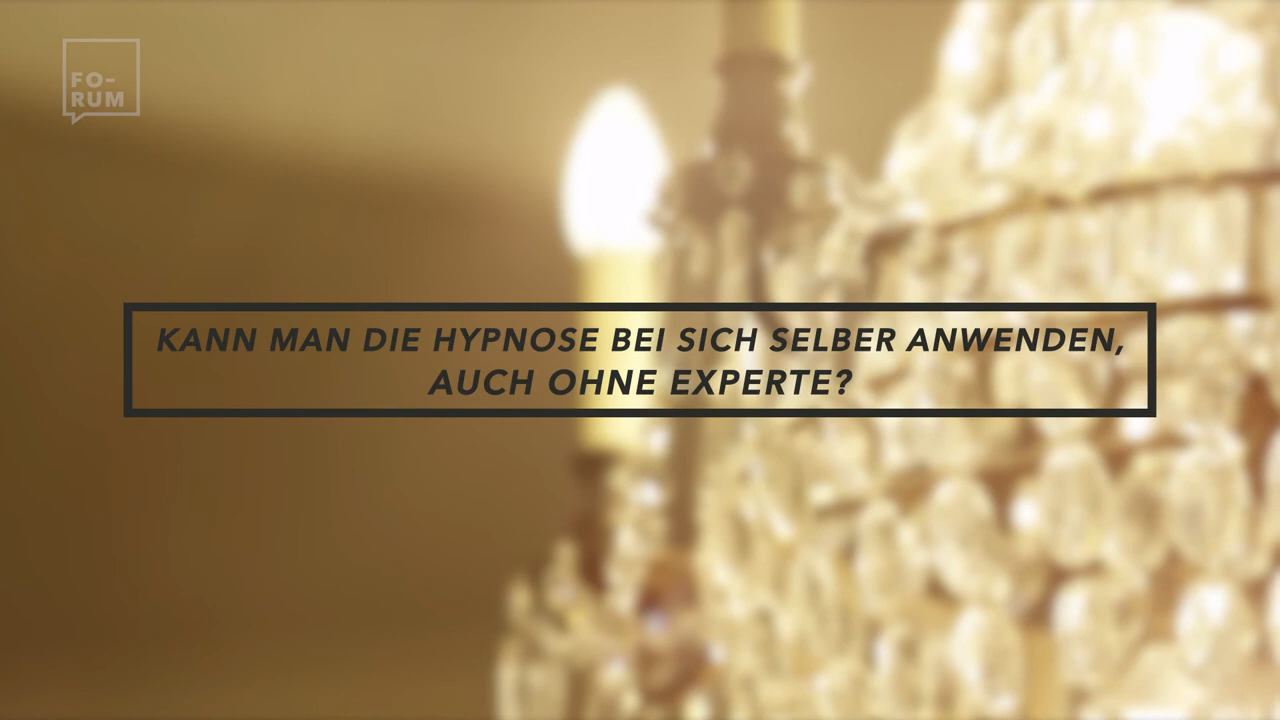 FO-
RUM
KANN MAN DIE HYPNOSE BEI SICH SELBER ANWENDEN,
AUCH OHNE EXPERTE?